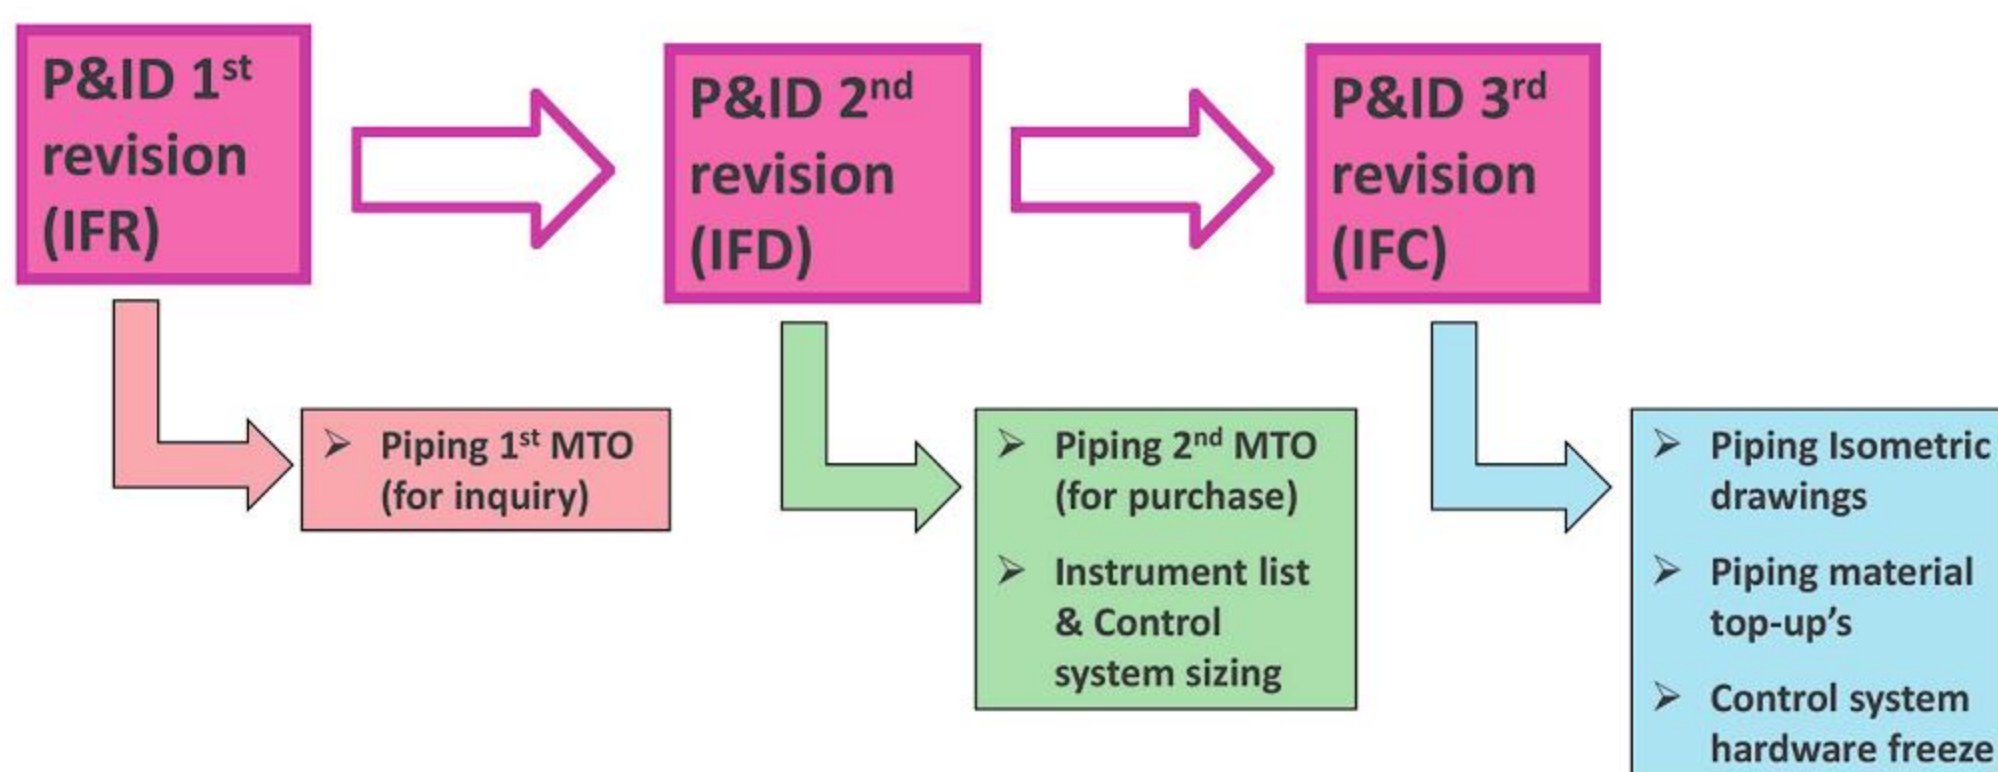 P&ID 1st
revision
(IFR)
P&ID 2nd
revision
(IFD)
P&ID 3rd
revision
(IFC)
➢ Piping 1st MTO
(for inquiry)
➢ Piping 2nd MTO
(for purchase)
➢ Instrument list
& Control
system sizing
➢ Piping Isometric
drawings
➢ Piping material
top-up’s
➢ Control system
hardware freeze